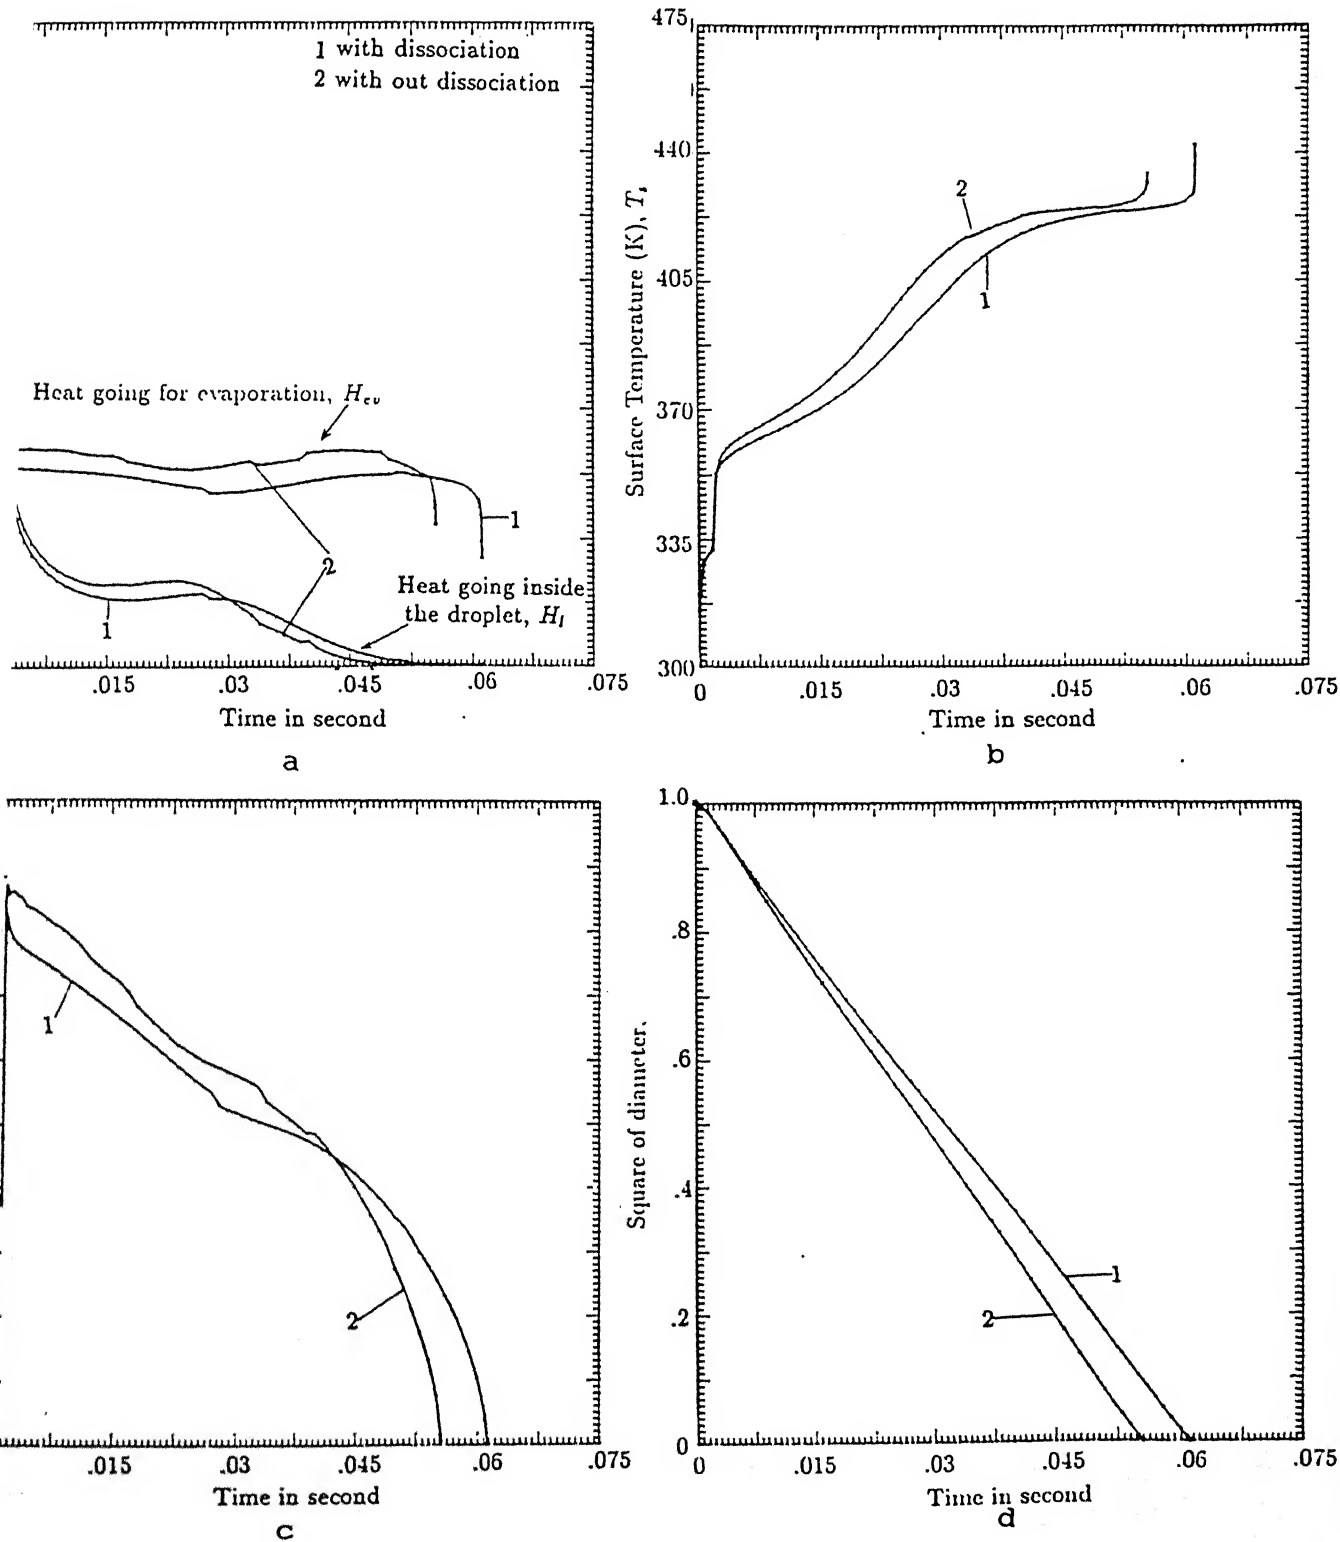 1 with dissociation
2 with out dissociation
Heat going for evaporation, Hev
1
2
Heat going inside
the droplet, Hl
1
.015 .03 .045 .06 .075
Time in second
a
475
440
405
370
335
300
Surface Temperature (K), Ts
2
1
0 .015 .03 .045 .06 .075
Time in second
b
1
2
.015 .03 .045 .06 .075
Time in second
c
1.0
.8
.6
.4
.2
0
Square of diameter.
1
2
0 .015 .03 .045 .06 .075
Time in second
d